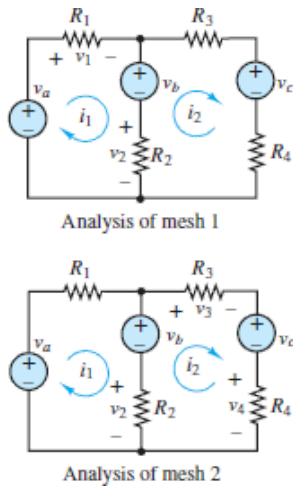 R1 R3
+ v1 −
+ va − + vb − + vc −
i1 i2
+ v2 − R2 R4
Analysis of mesh 1
R1 R3
+ v3 −
+ va − + vb − + vc −
i1 i2
+ v2 − R2 + v4 − R4
Analysis of mesh 2